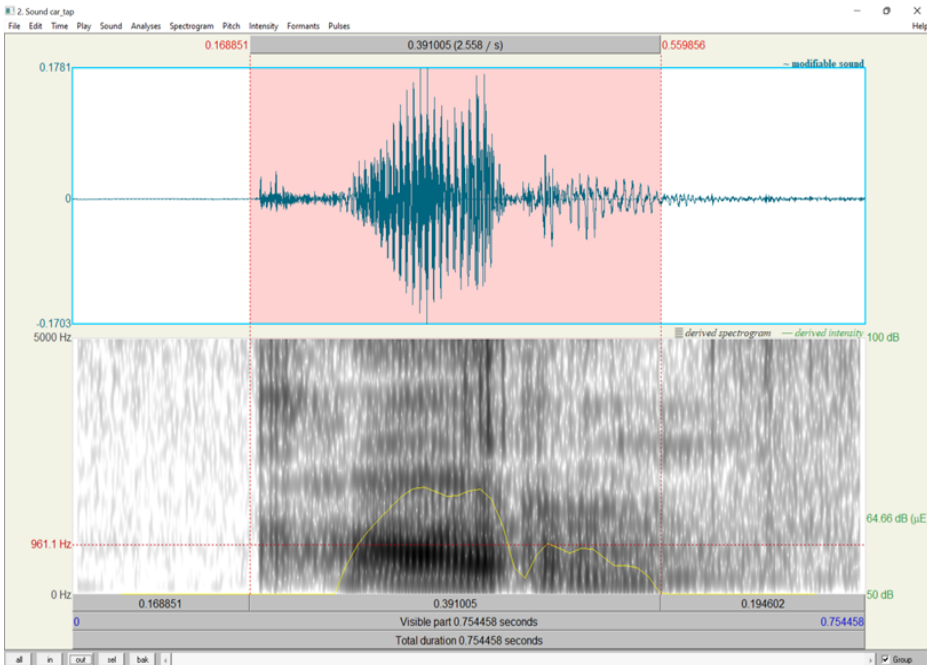 2. Sound car_tap
File Edit Time Play Sound Analyses Spectrogram Pitch Intensity Formants Pulses Help
0.168851 0.391005 (2.558 / s) 0.559856
0.1781 ~ modifiable sound
0
-0.1703
5000 Hz derived spectrogram — derived intensity 100 dB
64.66 dB (µE
961.1 Hz
0 Hz 50 dB
0.168851 0.391005 0.194602
0 Visible part 0.754458 seconds 0.754458
Total duration 0.754458 seconds
all in out sel bak Group